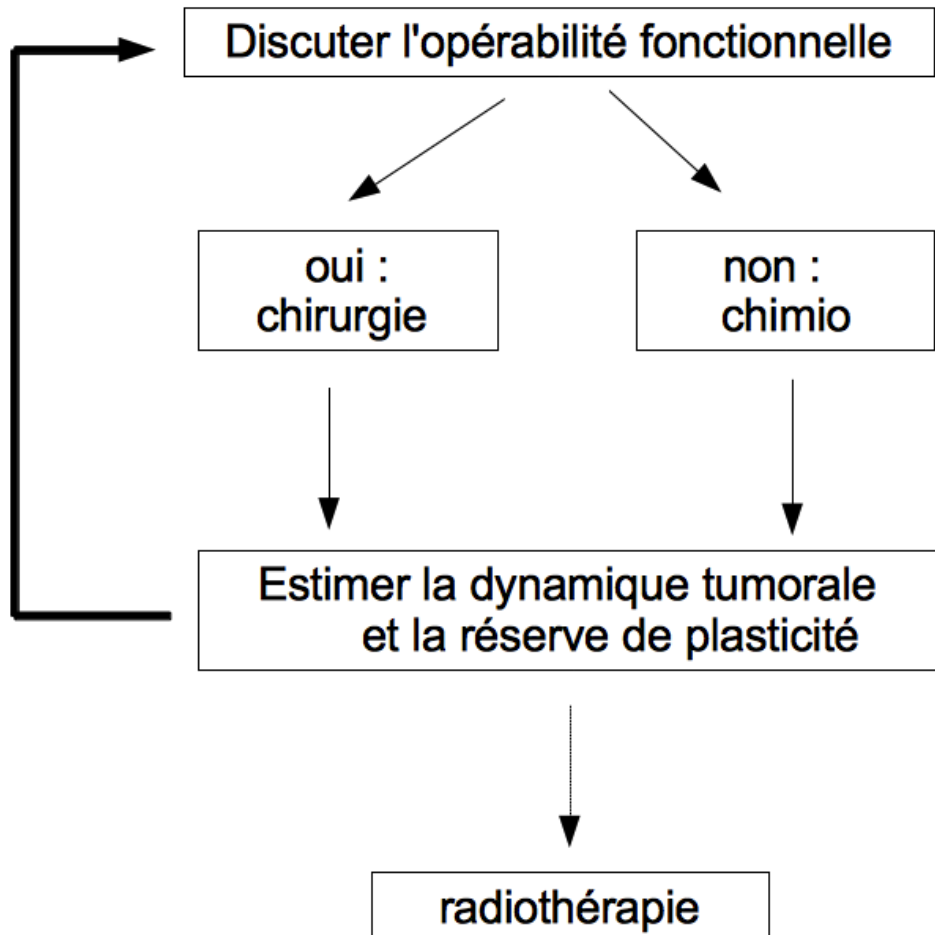 Discuter l'opérabilité fonctionnelle
oui :
chirurgie
non :
chimio
Estimer la dynamique tumorale
et la réserve de plasticité
radiothérapie